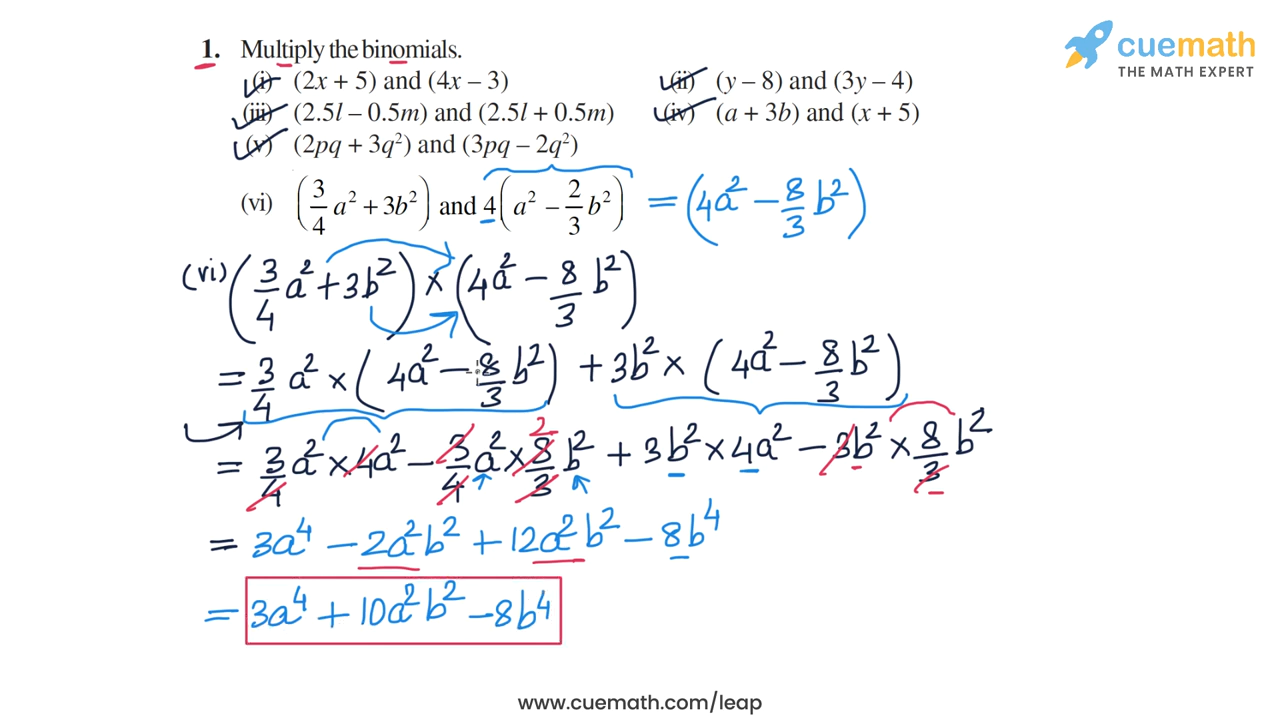 cuemath
THE MATH EXPERT
1. Multiply the binomials.
(i) (2x + 5) and (4x – 3) (ii) (y – 8) and (3y – 4)
(iii) (2.5l – 0.5m) and (2.5l + 0.5m) (iv) (a + 3b) and (x + 5)
(v) (2pq + 3q²) and (3pq – 2q²)
(vi) (3/4 a² + 3b²) and 4(a² – 2/3 b²) = (4a² – 8/3 b²)
(vi) (3/4 a² + 3b²) × (4a² – 8/3 b²)
= 3/4 a² × (4a² – 8/3 b²) + 3b² × (4a² – 8/3 b²)
= 3/4 a² × 4a² – 3/4 a² × 8/3 b² + 3b² × 4a² – 3b² × 8/3 b²
2
= 3a⁴ – 2a²b² + 12a²b² – 8b⁴
= 3a⁴ + 10a²b² – 8b⁴
www.cuemath.com/leap